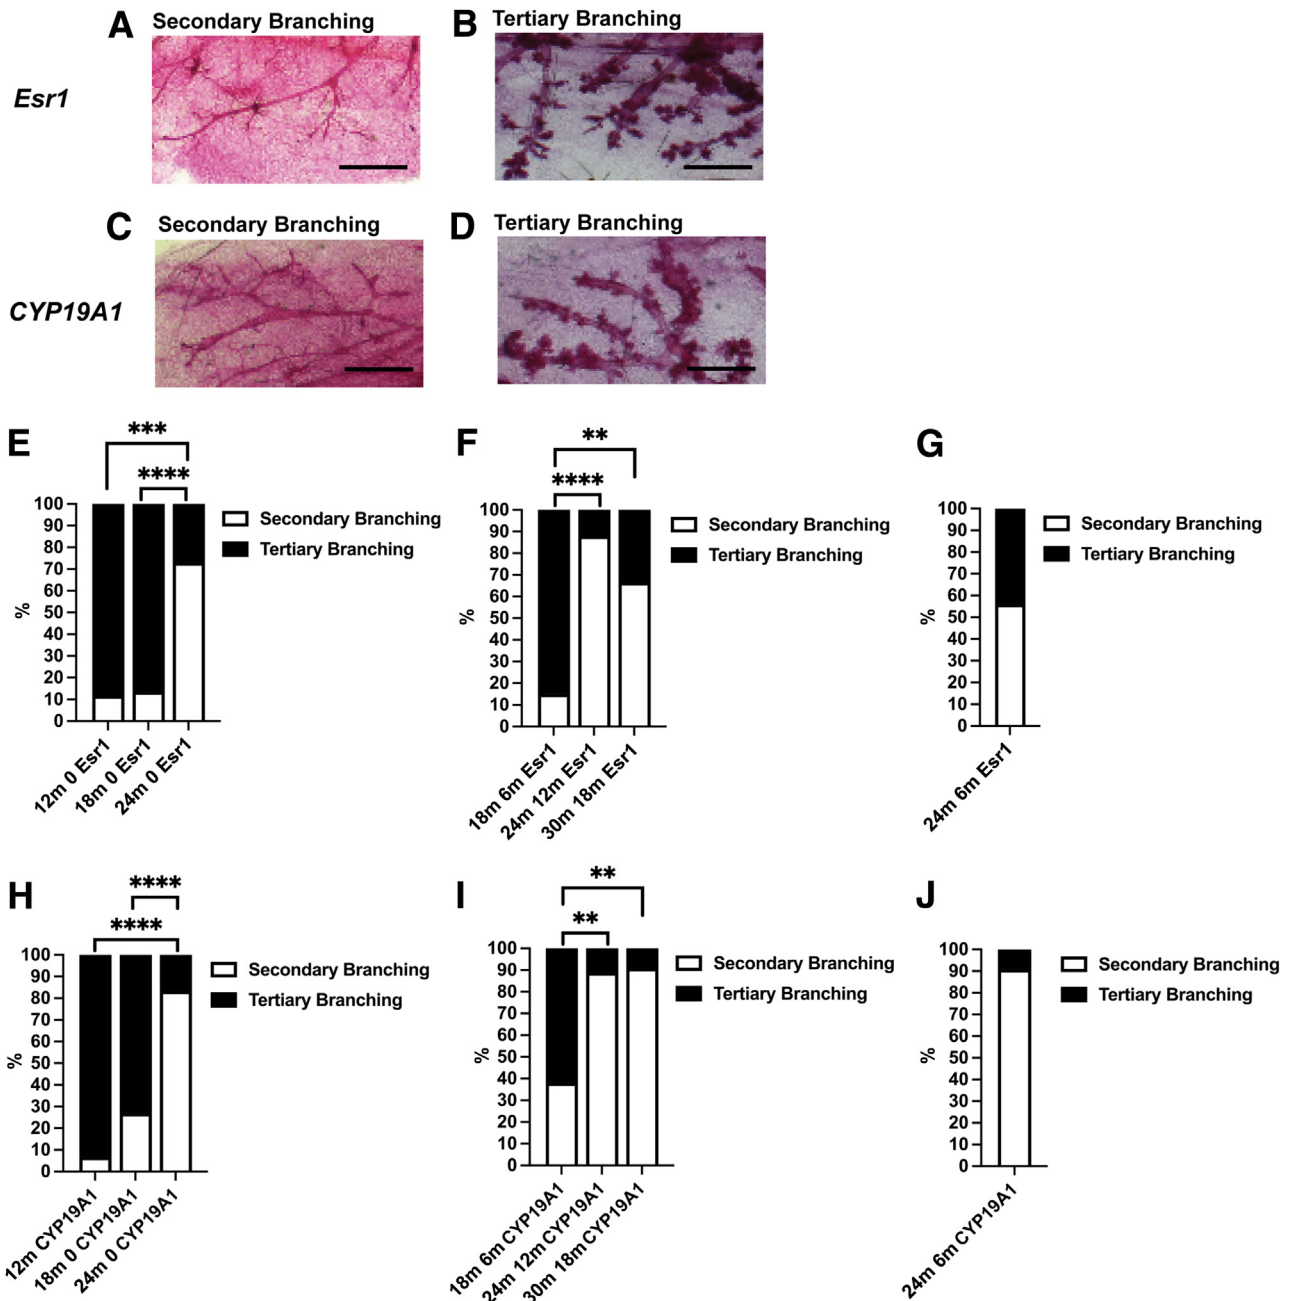 A Secondary Branching
B Tertiary Branching
Esr1
C Secondary Branching
D Tertiary Branching
CYP19A1
E
***
****
100
90
80
70
60
50
40
30
20
10
0
%
12m 0 Esr1
18m 0 Esr1
24m 0 Esr1
Secondary Branching
Tertiary Branching
F
**
****
100
90
80
70
60
50
40
30
20
10
0
%
18m 6m Esr1
24m 12m Esr1
30m 18m Esr1
Secondary Branching
Tertiary Branching
G
100
90
80
70
60
50
40
30
20
10
0
%
24m 6m Esr1
Secondary Branching
Tertiary Branching
H
****
****
100
90
80
70
60
50
40
30
20
10
0
%
12m CYP19A1
18m 0 CYP19A1
24m 0 CYP19A1
Secondary Branching
Tertiary Branching
I
**
**
100
90
80
70
60
50
40
30
20
10
0
%
18m 6m CYP19A1
24m 12m CYP19A1
30m 18m CYP19A1
Secondary Branching
Tertiary Branching
J
100
90
80
70
60
50
40
30
20
10
0
%
24m 6m CYP19A1
Secondary Branching
Tertiary Branching